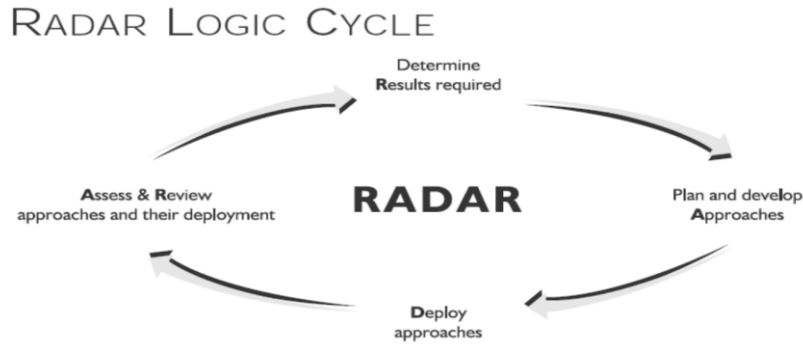 RADAR LOGIC CYCLE
Determine
Results required
Assess & Review
approaches and their deployment
RADAR
Plan and develop
Approaches
Deploy
approaches